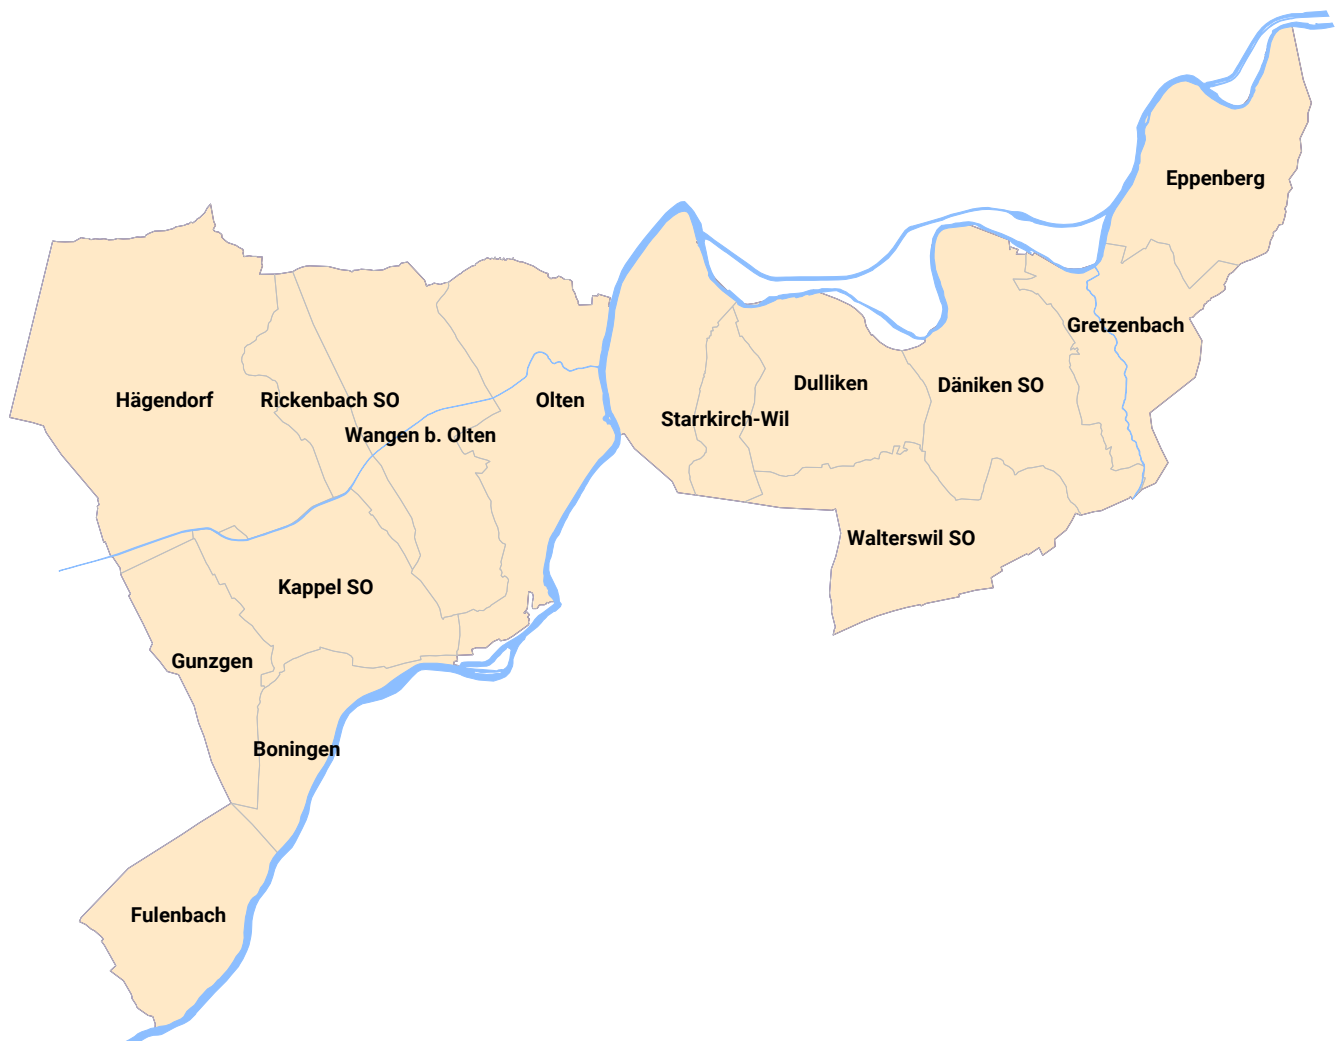 Eppenberg
Gretzenbach
Dulliken
Däniken SO
Hägendorf
Rickenbach SO
Olten
Starrkirch-Wil
Wangen b. Olten
Walterswil SO
Kappel SO
Gunzgen
Boningen
Fulenbach